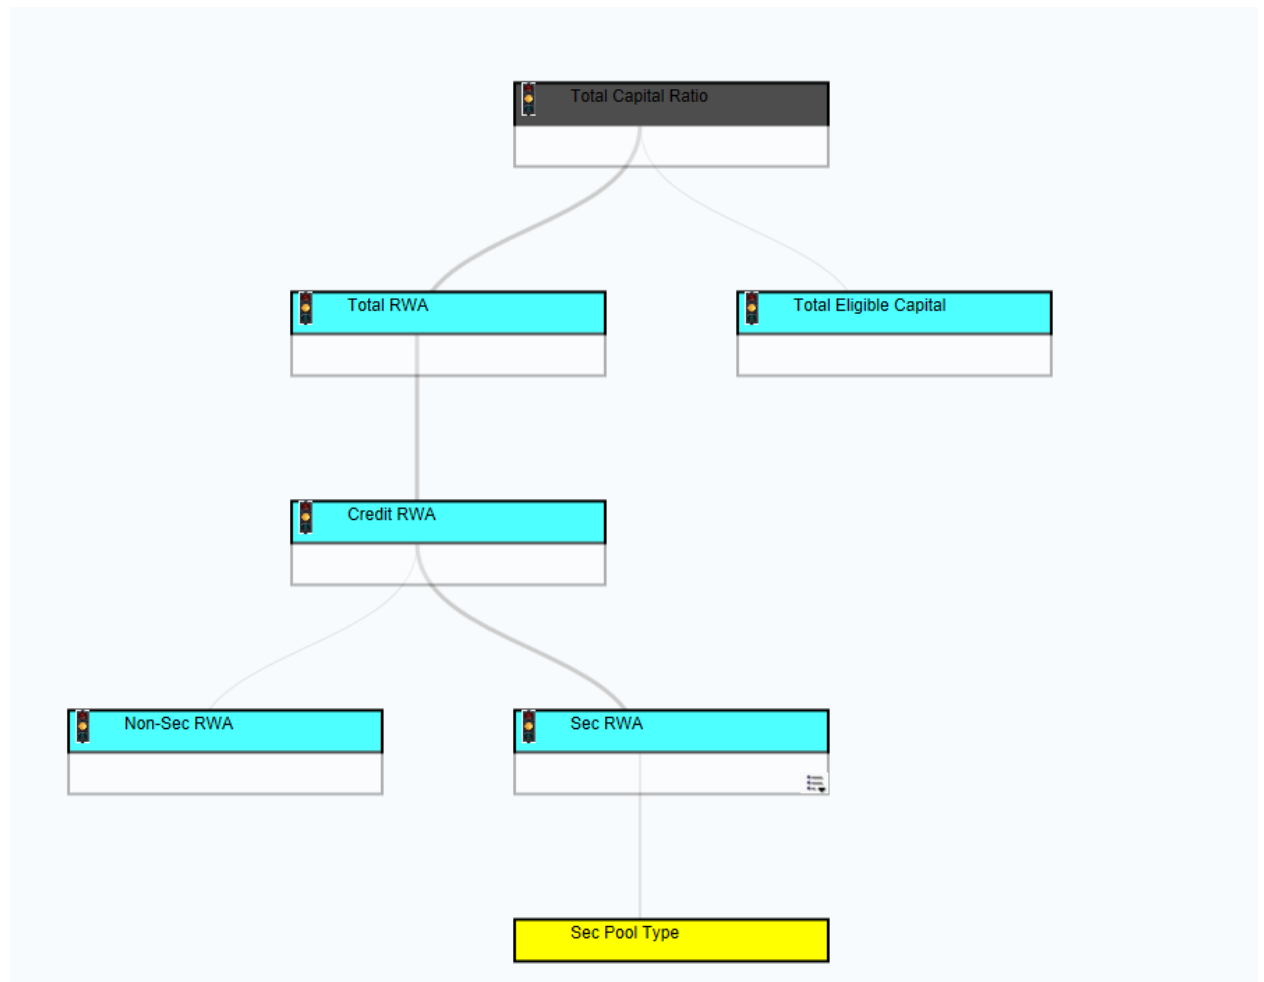 Total Capital Ratio
Total RWA
Total Eligible Capital
Credit RWA
Non-Sec RWA
Sec RWA
Sec Pool Type